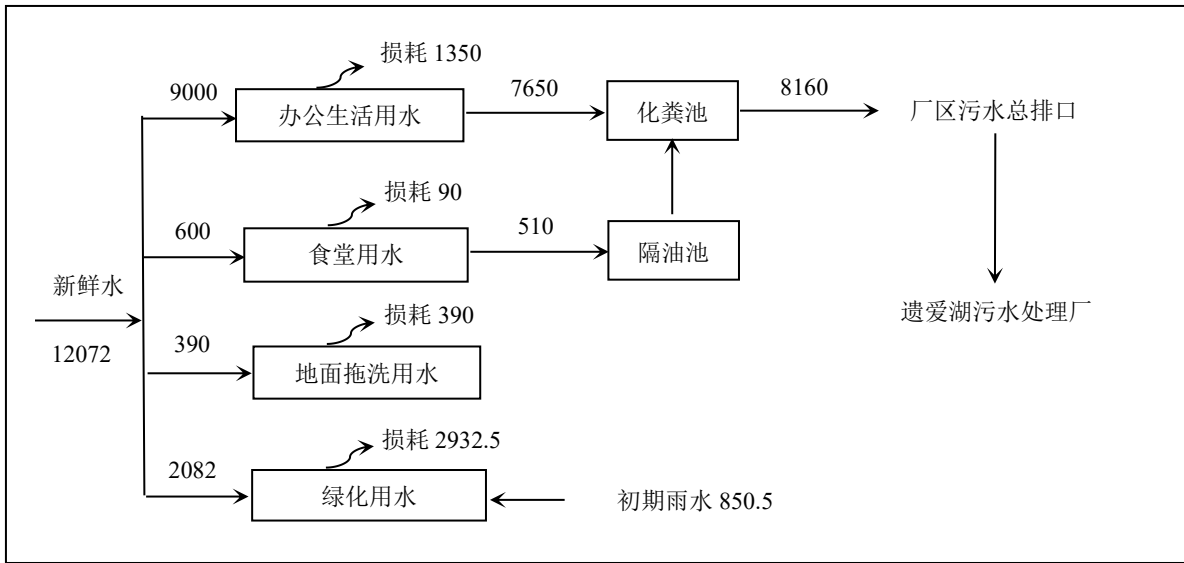 损耗 1350
9000
办公生活用水
7650
化粪池
8160
厂区污水总排口
损耗 90
600
食堂用水
510
隔油池
新鲜水
12072
遗爱湖污水处理厂
损耗 390
390
地面拖洗用水
损耗 2932.5
2082
绿化用水
初期雨水 850.5